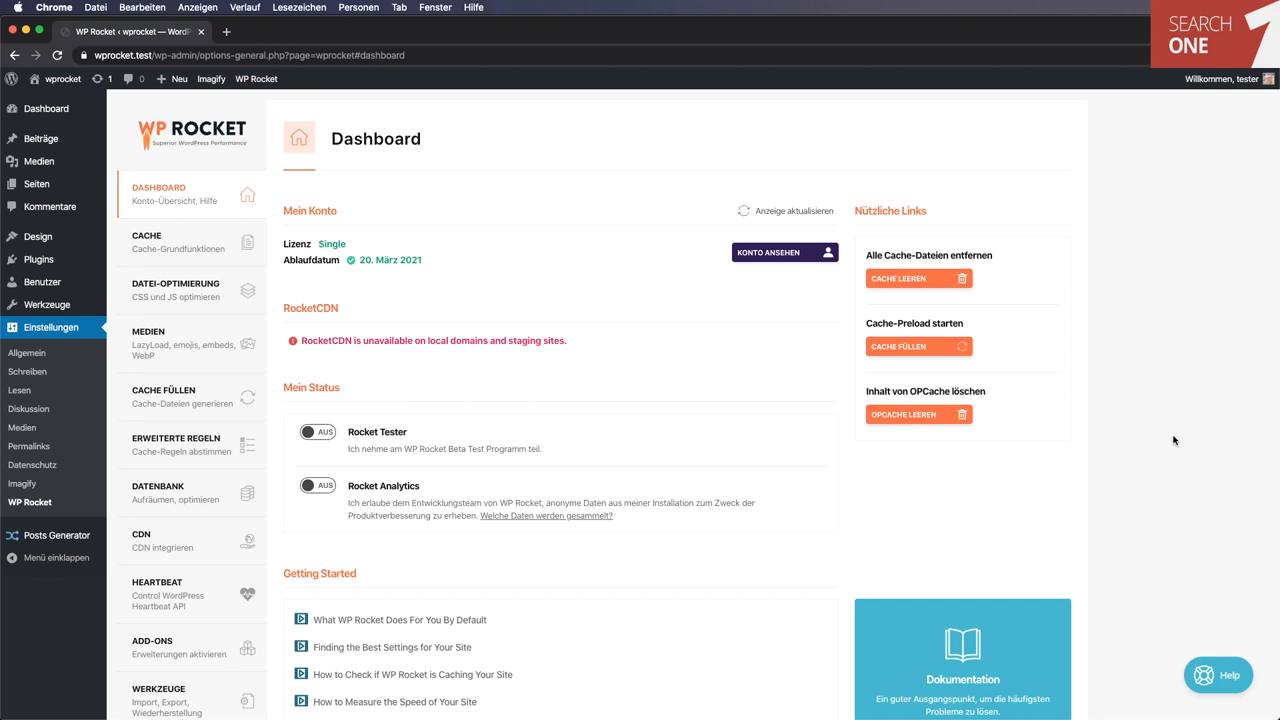 Chrome Datei Bearbeiten Anzeigen Verlauf Lesezeichen Personen Tab Fenster Hilfe
SEARCH
ONE
WP Rocket ‹ wprocket — WordP
wprocket.test/wp-admin/options-general.php?page=wprocket#dashboard
wprocket 1 0 Neu Imagify WP Rocket
Willkommen, tester
Dashboard
Beiträge
Medien
Seiten
Kommentare
Design
Plugins
Benutzer
Werkzeuge
Einstellungen
Allgemein
Schreiben
Lesen
Diskussion
Medien
Permalinks
Datenschutz
Imagify
WP Rocket
Posts Generator
Menü einklappen
WP ROCKET
Superior WordPress Performance
DASHBOARD
Konto-Übersicht, Hilfe
CACHE
Cache-Grundfunktionen
DATEI-OPTIMIERUNG
CSS und JS optimieren
MEDIEN
LazyLoad, emojis, embeds,
WebP
CACHE FÜLLEN
Cache-Dateien generieren
ERWEITERTE REGELN
Cache-Regeln abstimmen
DATENBANK
Aufräumen, optimieren
CDN
CDN integrieren
HEARTBEAT
Control WordPress
Heartbeat API
ADD-ONS
Erweiterungen aktivieren
WERKZEUGE
Import, Export,
Wiederherstellung
Dashboard
Mein Konto
Anzeige aktualisieren
Lizenz Single
Ablaufdatum 20. März 2021
KONTO ANSEHEN
RocketCDN
RocketCDN is unavailable on local domains and staging sites.
Mein Status
AUS Rocket Tester
Ich nehme am WP Rocket Beta Test Programm teil.
AUS Rocket Analytics
Ich erlaube dem Entwicklungsteam von WP Rocket, anonyme Daten aus meiner Installation zum Zweck der
Produktverbesserung zu erheben. Welche Daten werden gesammelt?
Getting Started
What WP Rocket Does For You By Default
Finding the Best Settings for Your Site
How to Check if WP Rocket is Caching Your Site
How to Measure the Speed of Your Site
Nützliche Links
Alle Cache-Dateien entfernen
CACHE LEEREN
Cache-Preload starten
CACHE FÜLLEN
Inhalt von OPCache löschen
OPCACHE LEEREN
Dokumentation
Ein guter Ausgangspunkt, um die häufigsten
Probleme zu lösen.
Help